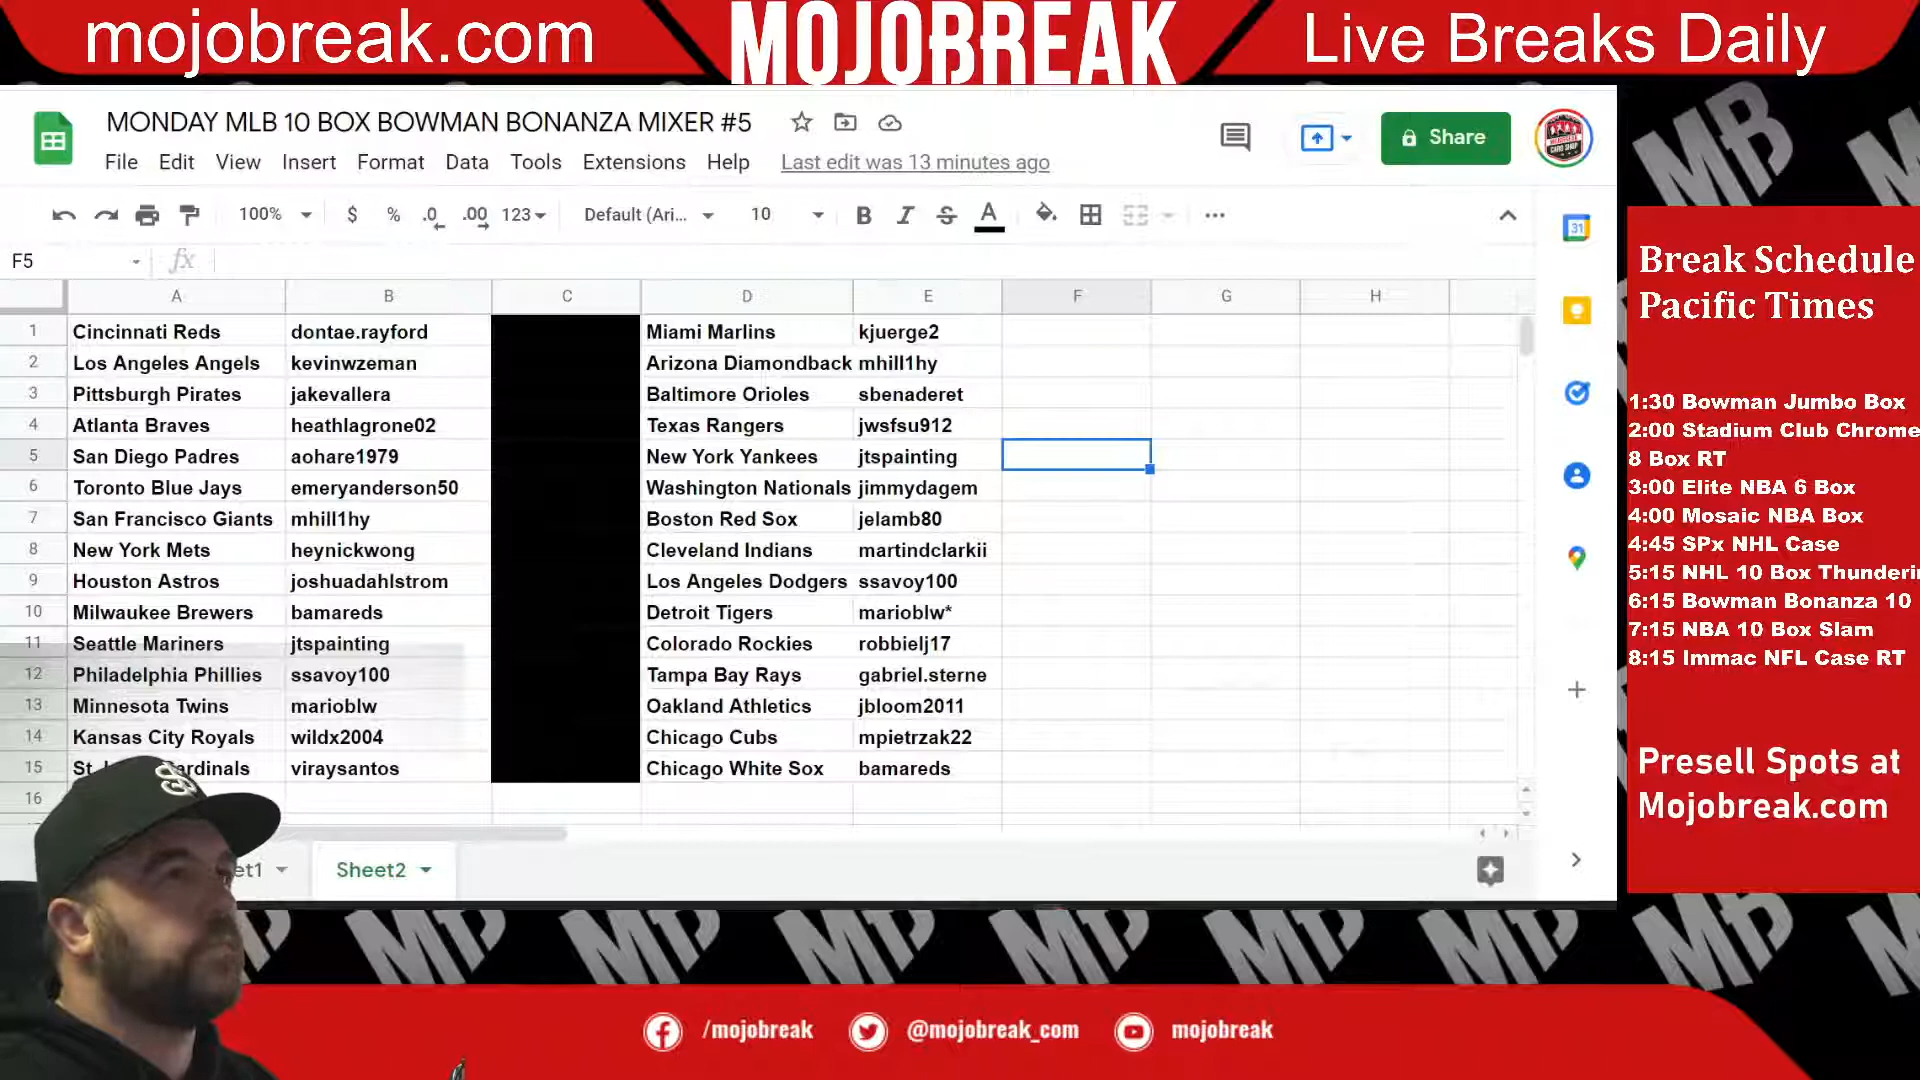 mojobreak.com
MOJOBREAK
Live Breaks Daily
MONDAY MLB 10 BOX BOWMAN BONANZA MIXER #5
Share
File Edit View Insert Format Data Tools Extensions Help Last edit was 13 minutes ago
100% $ % .0 .00 123 Default (Ari... 10 B I S A
31
F5 fx
A B C D E F G H
1 Cincinnati Reds dontae.rayford Miami Marlins kjuerge2
2 Los Angeles Angels kevinwzeman Arizona Diamondback mhill1hy
3 Pittsburgh Pirates jakevallera Baltimore Orioles sbenaderet
4 Atlanta Braves heathlagrone02 Texas Rangers jwsfsu912
5 San Diego Padres aohare1979 New York Yankees jtspainting
6 Toronto Blue Jays emeryanderson50 Washington Nationals jimmydagem
7 San Francisco Giants mhill1hy Boston Red Sox jelamb80
8 New York Mets heynickwong Cleveland Indians martindclarkii
9 Houston Astros joshuadahlstrom Los Angeles Dodgers ssavoy100
10 Milwaukee Brewers bamareds Detroit Tigers marioblw*
11 Seattle Mariners jtspainting Colorado Rockies robbielj17
12 Philadelphia Phillies ssavoy100 Tampa Bay Rays gabriel.sterne
13 Minnesota Twins marioblw Oakland Athletics jbloom2011
14 Kansas City Royals wildx2004 Chicago Cubs mpietrzak22
15 St. rdinals viraysantos Chicago White Sox bamareds
16
et1 Sheet2
Break Schedule
Pacific Times
1:30 Bowman Jumbo Box
2:00 Stadium Club Chrome
8 Box RT
3:00 Elite NBA 6 Box
4:00 Mosaic NBA Box
4:45 SPx NHL Case
5:15 NHL 10 Box Thunderi
6:15 Bowman Bonanza 10
7:15 NBA 10 Box Slam
8:15 Immac NFL Case RT
Presell Spots at
Mojobreak.com
/mojobreak @mojobreak_com mojobreak